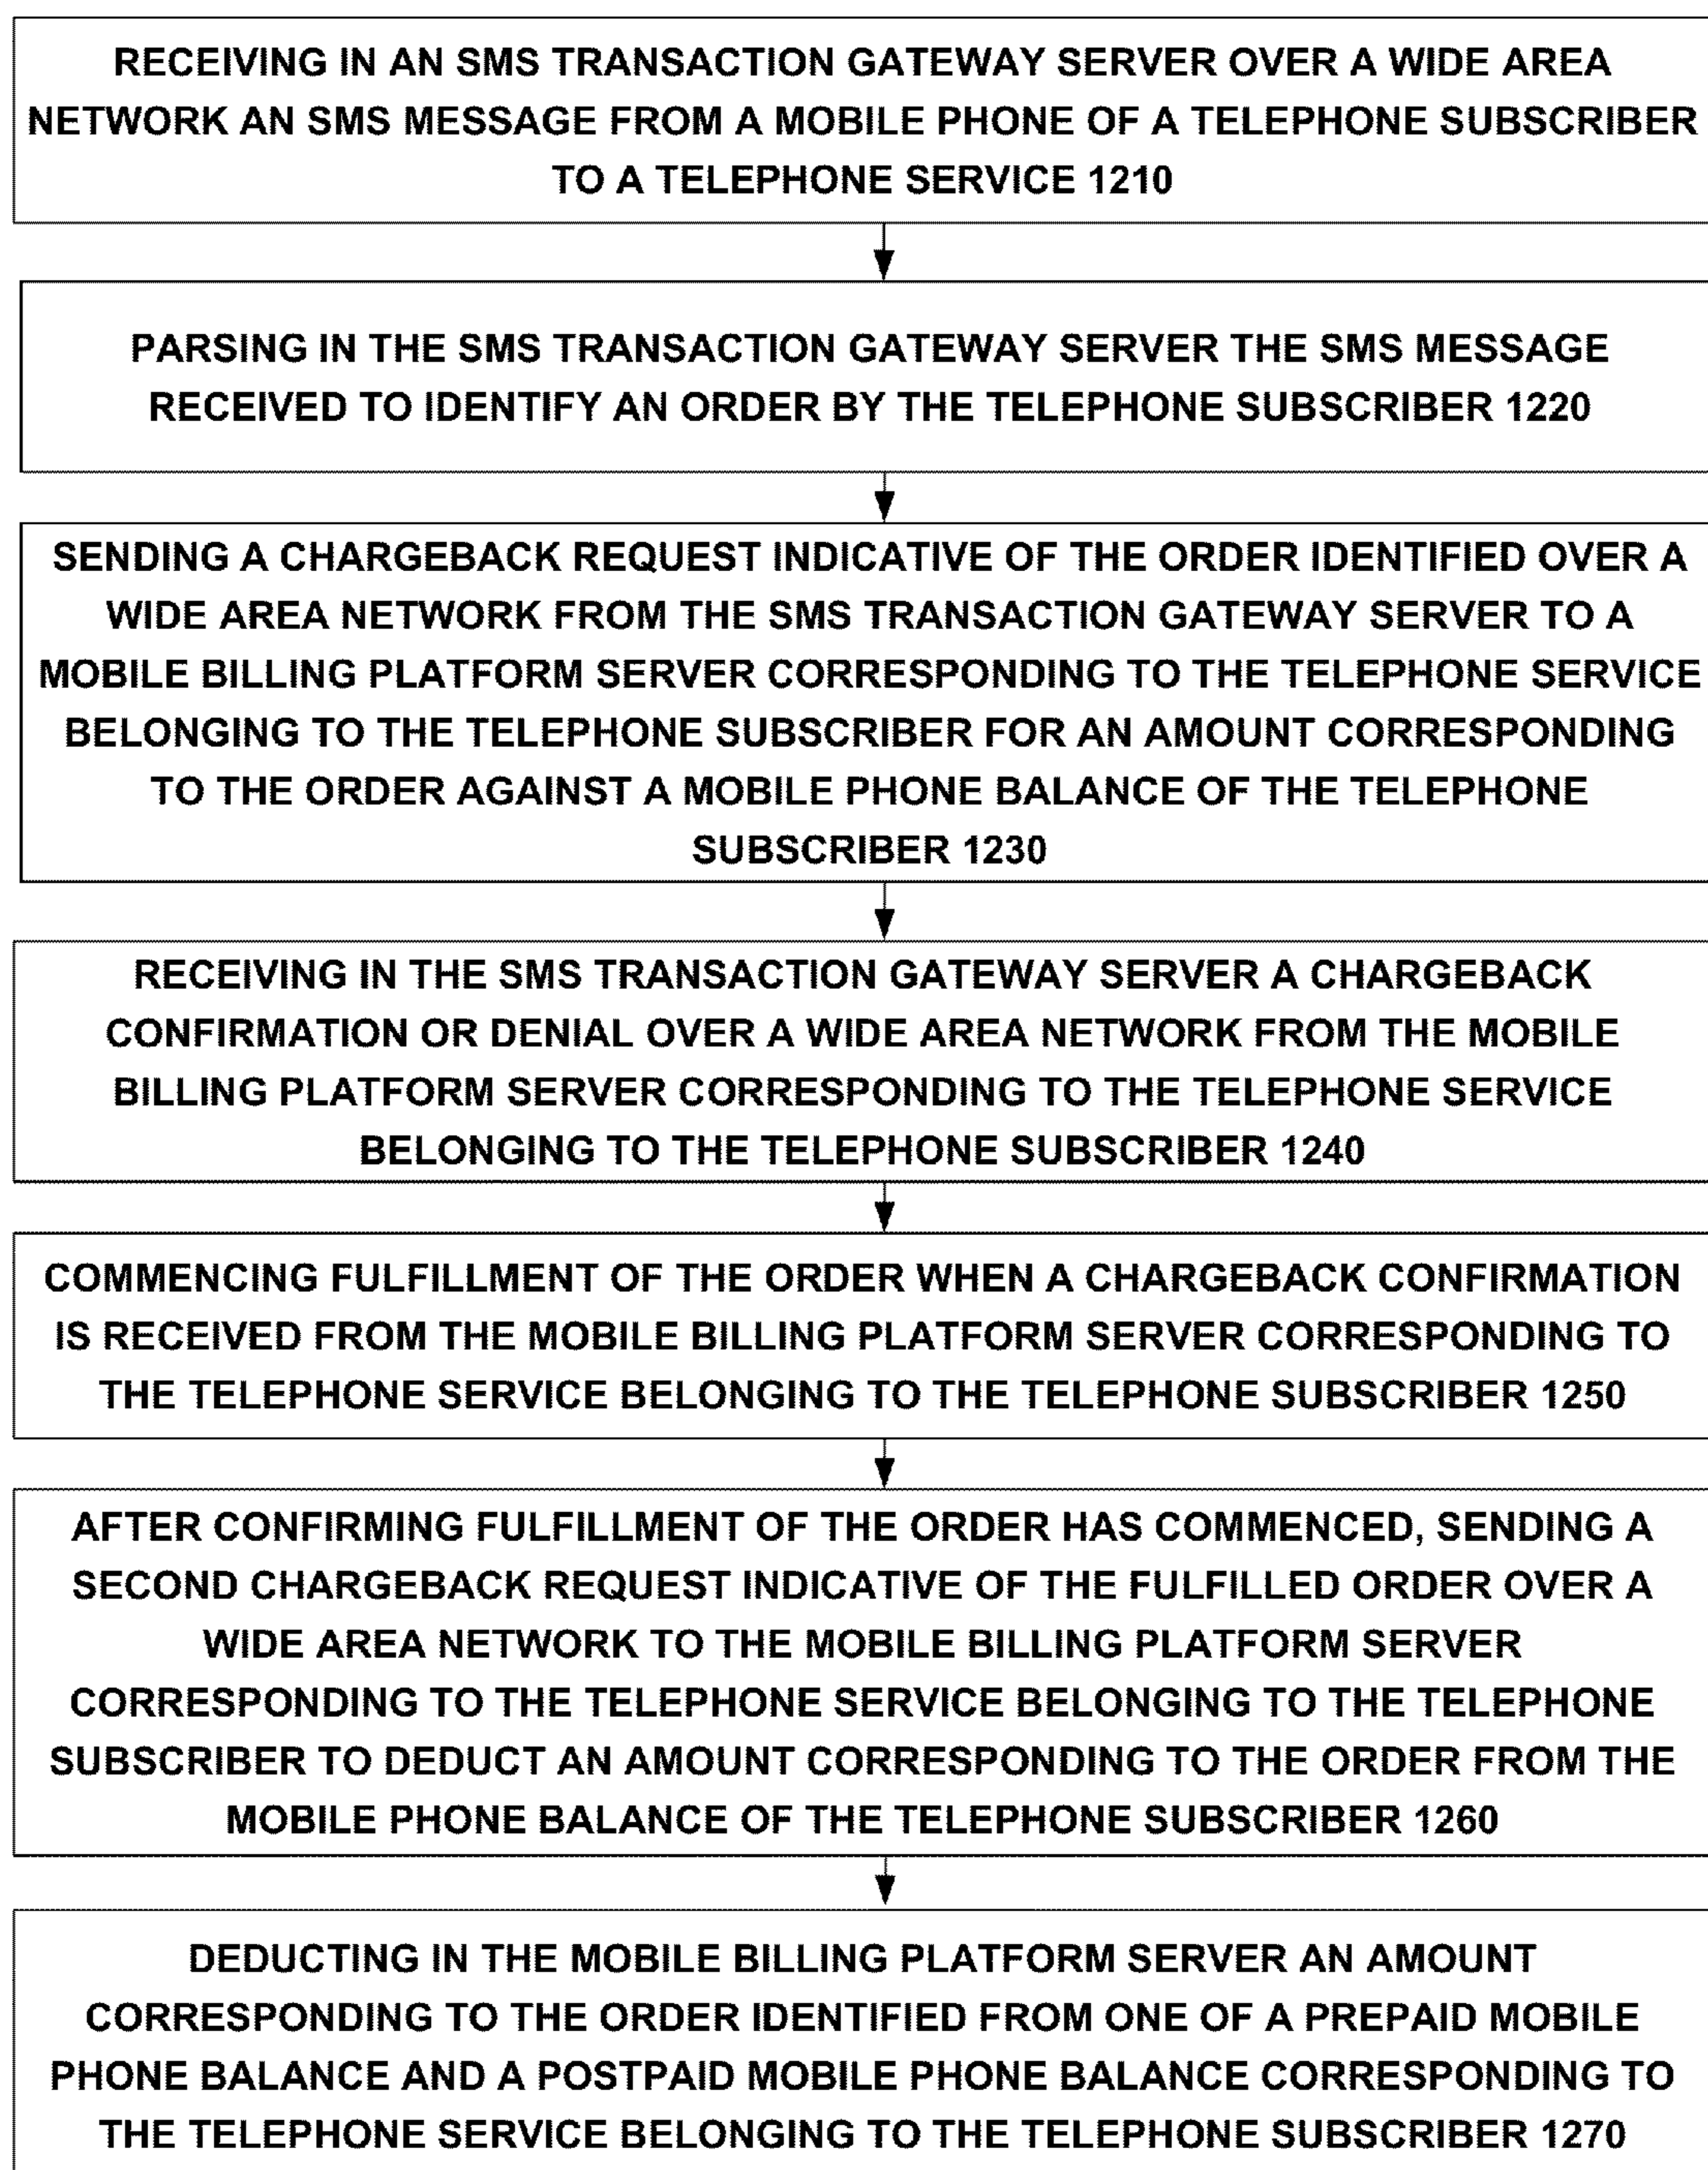 RECEIVING IN AN SMS TRANSACTION GATEWAY SERVER OVER A WIDE AREA
NETWORK AN SMS MESSAGE FROM A MOBILE PHONE OF A TELEPHONE SUBSCRIBER
TO A TELEPHONE SERVICE 1210
PARSING IN THE SMS TRANSACTION GATEWAY SERVER THE SMS MESSAGE
RECEIVED TO IDENTIFY AN ORDER BY THE TELEPHONE SUBSCRIBER 1220
SENDING A CHARGEBACK REQUEST INDICATIVE OF THE ORDER IDENTIFIED OVER A
WIDE AREA NETWORK FROM THE SMS TRANSACTION GATEWAY SERVER TO A
MOBILE BILLING PLATFORM SERVER CORRESPONDING TO THE TELEPHONE SERVICE
BELONGING TO THE TELEPHONE SUBSCRIBER FOR AN AMOUNT CORRESPONDING
TO THE ORDER AGAINST A MOBILE PHONE BALANCE OF THE TELEPHONE
SUBSCRIBER 1230
RECEIVING IN THE SMS TRANSACTION GATEWAY SERVER A CHARGEBACK
CONFIRMATION OR DENIAL OVER A WIDE AREA NETWORK FROM THE MOBILE
BILLING PLATFORM SERVER CORRESPONDING TO THE TELEPHONE SERVICE
BELONGING TO THE TELEPHONE SUBSCRIBER 1240
COMMENCING FULFILLMENT OF THE ORDER WHEN A CHARGEBACK CONFIRMATION
IS RECEIVED FROM THE MOBILE BILLING PLATFORM SERVER CORRESPONDING TO
THE TELEPHONE SERVICE BELONGING TO THE TELEPHONE SUBSCRIBER 1250
AFTER CONFIRMING FULFILLMENT OF THE ORDER HAS COMMENCED, SENDING A
SECOND CHARGEBACK REQUEST INDICATIVE OF THE FULFILLED ORDER OVER A
WIDE AREA NETWORK TO THE MOBILE BILLING PLATFORM SERVER
CORRESPONDING TO THE TELEPHONE SERVICE BELONGING TO THE TELEPHONE
SUBSCRIBER TO DEDUCT AN AMOUNT CORRESPONDING TO THE ORDER FROM THE
MOBILE PHONE BALANCE OF THE TELEPHONE SUBSCRIBER 1260
DEDUCTING IN THE MOBILE BILLING PLATFORM SERVER AN AMOUNT
CORRESPONDING TO THE ORDER IDENTIFIED FROM ONE OF A PREPAID MOBILE
PHONE BALANCE AND A POSTPAID MOBILE PHONE BALANCE CORRESPONDING TO
THE TELEPHONE SERVICE BELONGING TO THE TELEPHONE SUBSCRIBER 1270